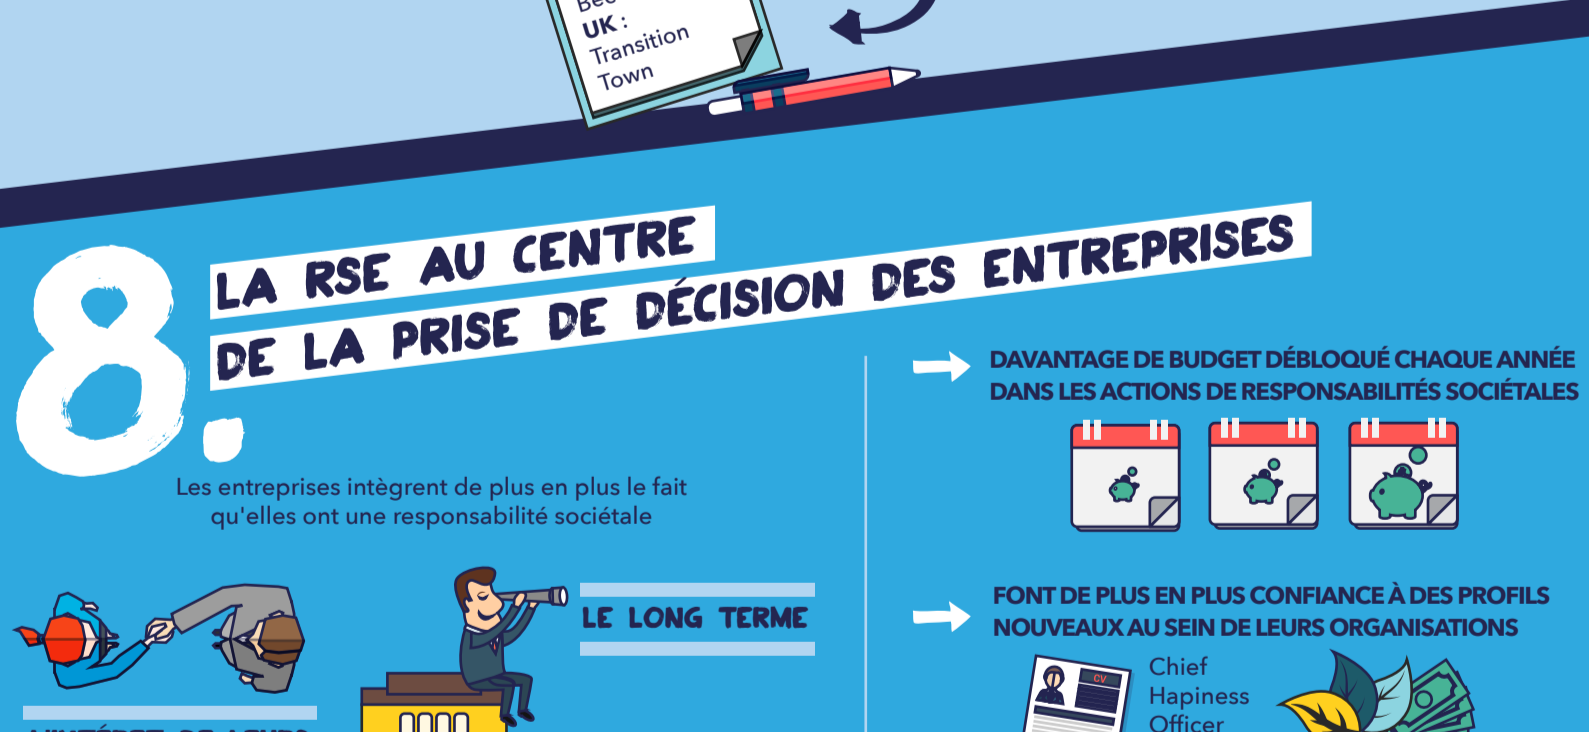 UK :
Transition
Town
8.
LA RSE AU CENTRE
DE LA PRISE DE DÉCISION DES ENTREPRISES
Les entreprises intègrent de plus en plus le fait
qu'elles ont une responsabilité sociétale
LE LONG TERME
DAVANTAGE DE BUDGET DÉBLOQUÉ CHAQUE ANNÉE
DANS LES ACTIONS DE RESPONSABILITÉS SOCIÉTALES
FONT DE PLUS EN PLUS CONFIANCE À DES PROFILS
NOUVEAUX AU SEIN DE LEURS ORGANISATIONS
CV
Chief
Hapiness
Officer